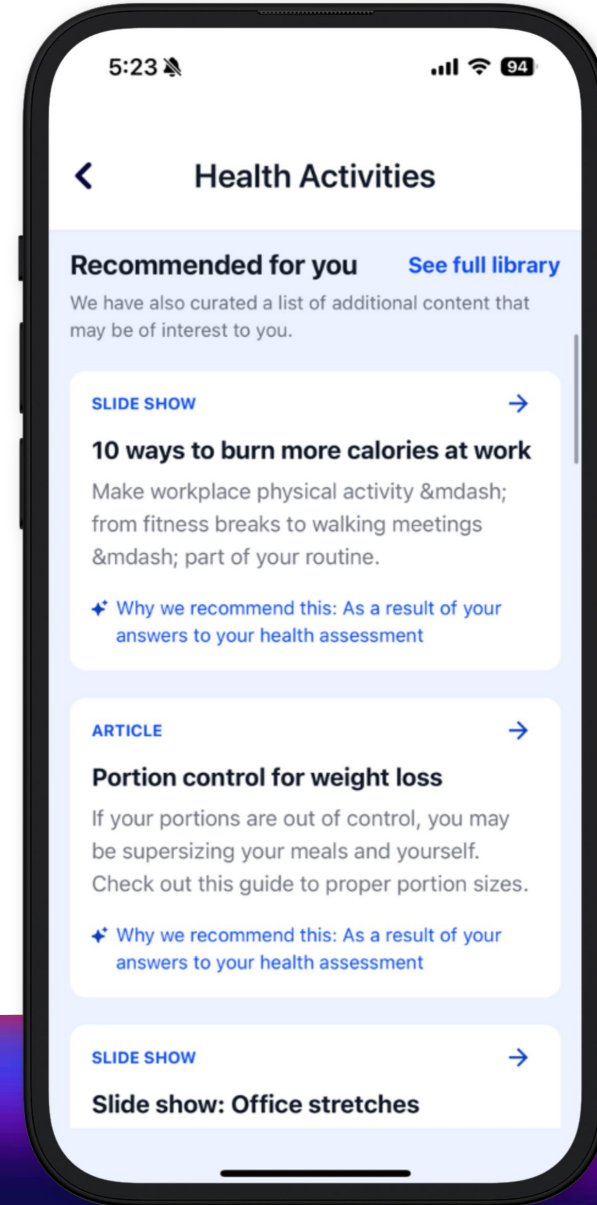 5:23
94
Health Activities
Recommended for you
See full library
We have also curated a list of additional content that
may be of interest to you.
SLIDE SHOW
10 ways to burn more calories at work
Make workplace physical activity &mdash;
from fitness breaks to walking meetings
&mdash; part of your routine.
Why we recommend this: As a result of your
answers to your health assessment
ARTICLE
Portion control for weight loss
If your portions are out of control, you may
be supersizing your meals and yourself.
Check out this guide to proper portion sizes.
Why we recommend this: As a result of your
answers to your health assessment
SLIDE SHOW
Slide show: Office stretches